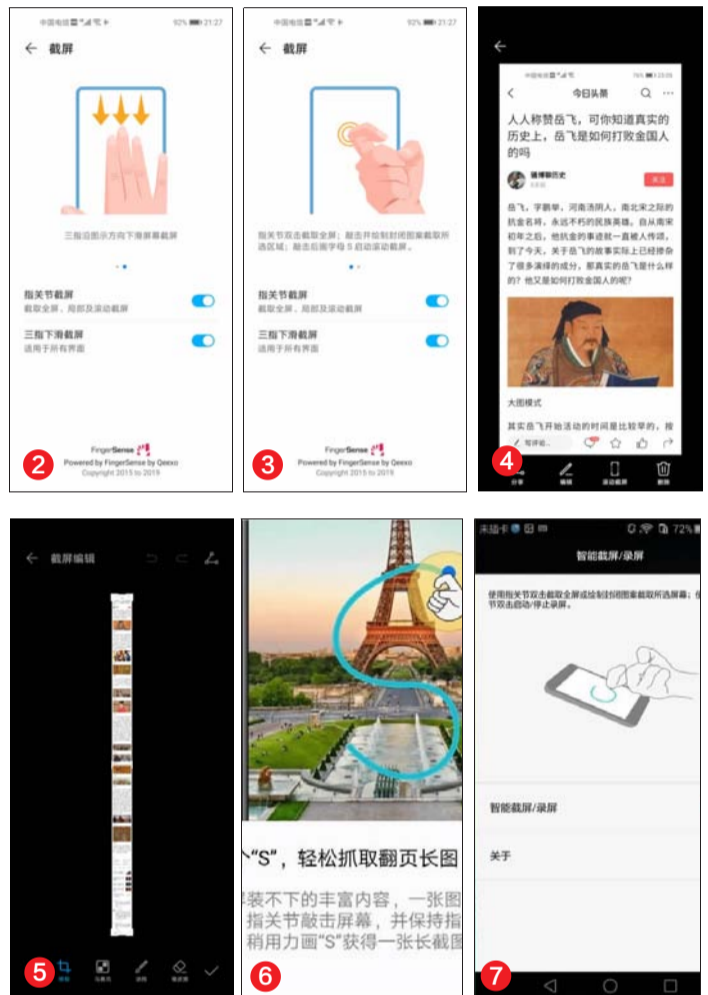 中国电信 92% 21:27
截屏
三指沿图示方向下滑屏幕截屏
指关节截屏
截取全屏，局部及滚动截屏
三指下滑截屏
适用于所有界面
FingerSense
Powered by FingerSense by Qeexo
Copyright 2015 to 2019
2
中国电信 92% 21:27
截屏
指关节双击截取全屏；敲击并绘制封闭图案截取所
选区域；敲击后画字母 S 启动滚动截屏。
指关节截屏
截取全屏，局部及滚动截屏
三指下滑截屏
适用于所有界面
FingerSense
Powered by FingerSense by Qeexo
Copyright 2015 to 2019
3
中国电信
今日头条
人人称赞岳飞，可你知道真实的
历史上，岳飞是如何打败金国人
的吗
聊历史
关注
岳飞，字鹏举，河南汤阴人，南北宋之际的
抗金名将，永远不朽的民族英雄。自从南宋
初年之后，他抗金的事迹就一直被人传颂，
到了今天，关于岳飞的故事实际上已经掺杂
了很多演绎的成分，那真实的岳飞是什么样
的？他又是如何打败金国人的呢？
大图模式
其实岳飞开始活动的时间是比较早的，按
写评论...
分享 编辑 滚动截屏 删除
4
截屏编辑
5
个“S”，轻松抓取翻页长图
装不下的丰富内容，一张图
指关节敲击屏幕，并保持指
稍用力画“S”获得一张长截图
6
未插卡 72%
智能截屏/录屏
使用指关节双击截取全屏或绘制封闭图案截取所选屏幕；使
节双击启动/停止录屏。
智能截屏/录屏
关于
7